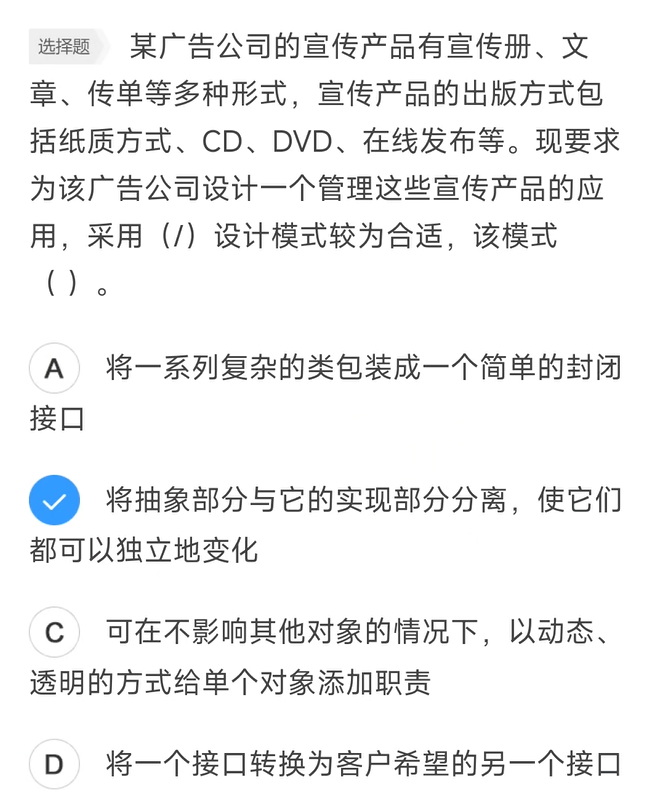 选择题 某广告公司的宣传产品有宣传册、文
章、传单等多种形式，宣传产品的出版方式包
括纸质方式、CD、DVD、在线发布等。现要求
为该广告公司设计一个管理这些宣传产品的应
用，采用（/）设计模式较为合适，该模式
（ ）。
A 将一系列复杂的类包装成一个简单的封闭
接口
将抽象部分与它的实现部分分离，使它们
都可以独立地变化
C 可在不影响其他对象的情况下，以动态、
透明的方式给单个对象添加职责
D 将一个接口转换为客户希望的另一个接口